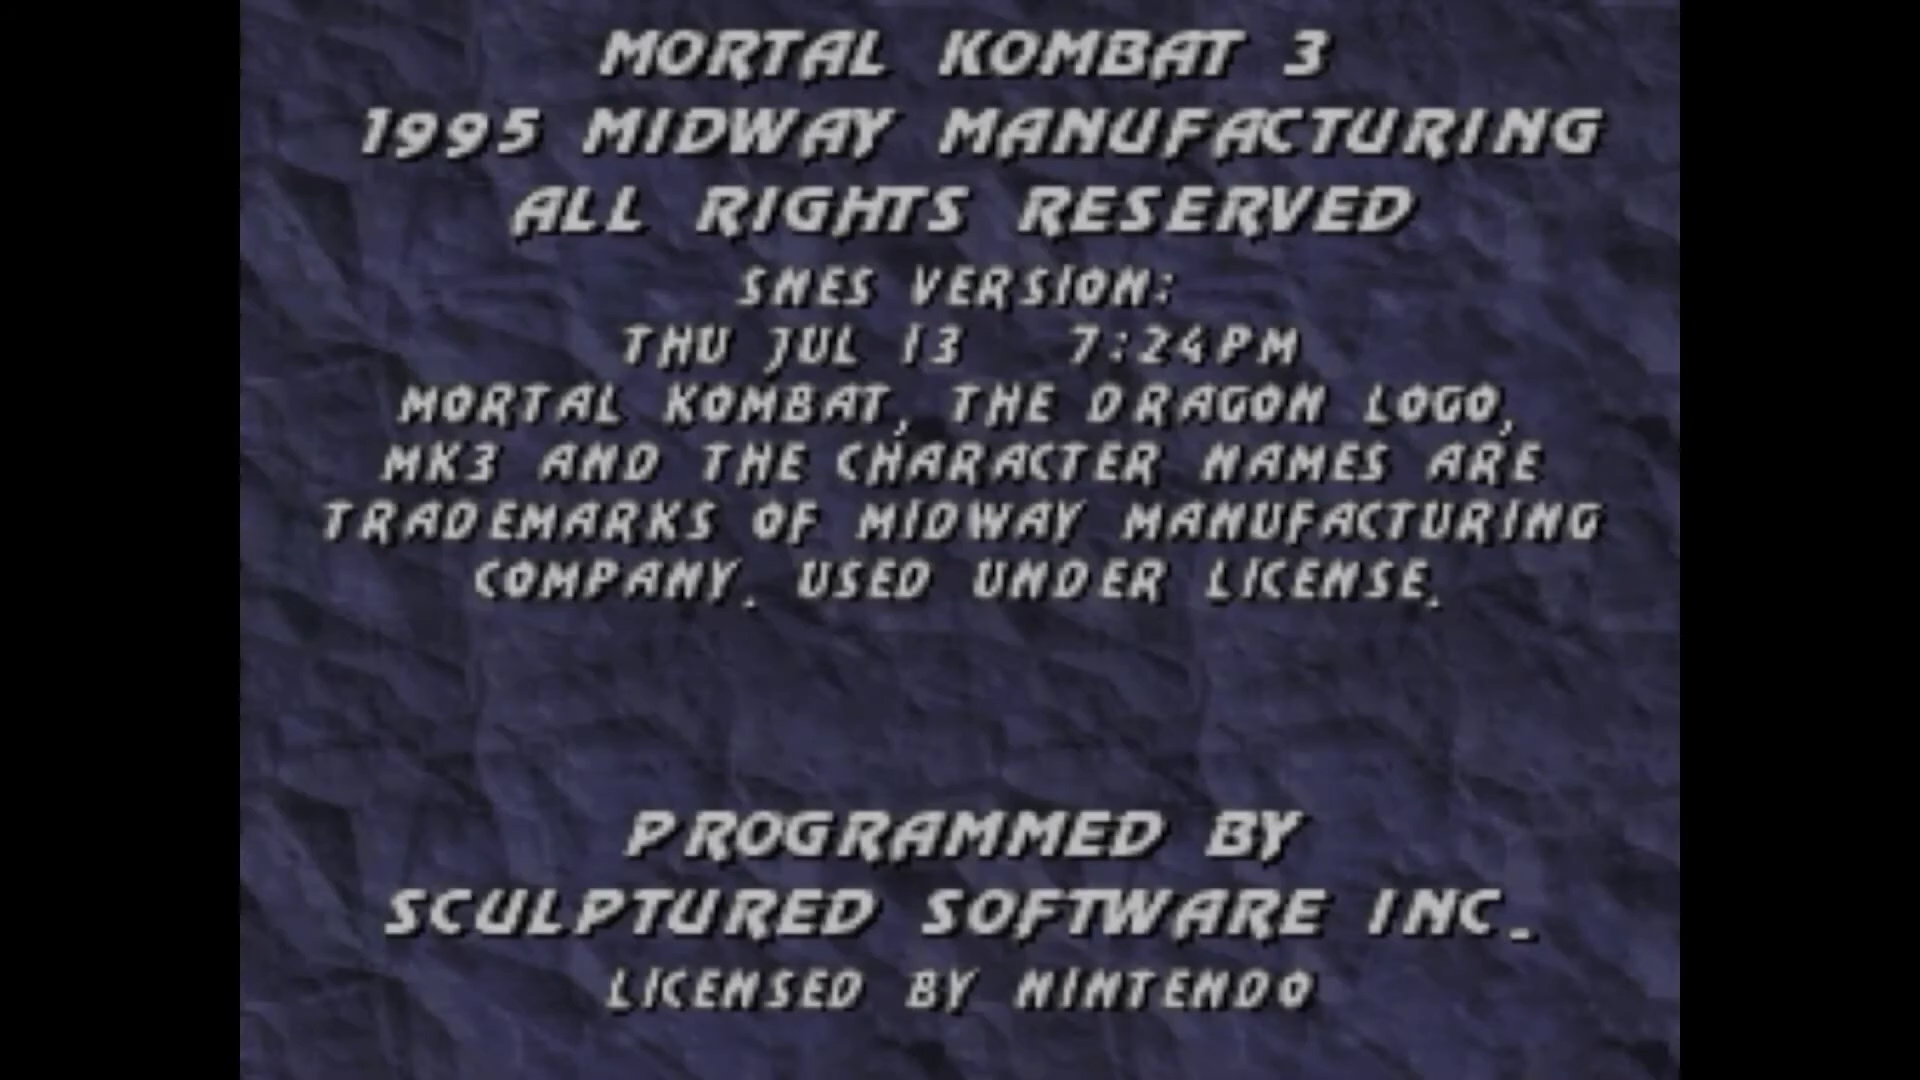 MORTAL KOMBAT 3
1995 MIDWAY MANUFACTURING
ALL RIGHTS RESERVED
SNES VERSION:
THU JUL 13 7:24PM
MORTAL KOMBAT, THE DRAGON LOGO,
MK3 AND THE CHARACTER NAMES ARE
TRADEMARKS OF MIDWAY MANUFACTURING
COMPANY. USED UNDER LICENSE.
PROGRAMMED BY
SCULPTURED SOFTWARE INC.
LICENSED BY NINTENDO